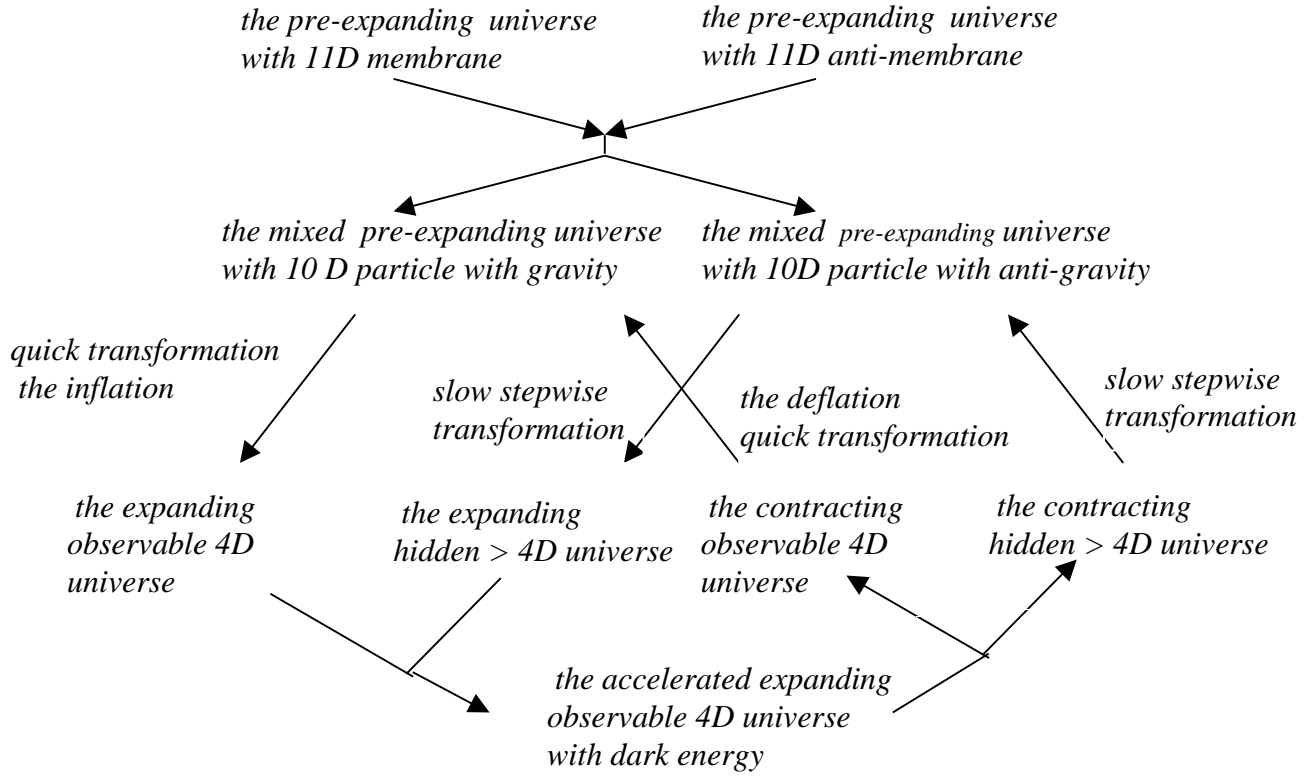 the pre-expanding universe
with 11D membrane
the pre-expanding universe
with 11D anti-membrane
the mixed pre-expanding universe
with 10 D particle with gravity
the mixed pre-expanding universe
with 10D particle with anti-gravity
quick transformation
the inflation
slow stepwise
transformation
the deflation
quick transformation
slow stepwise
transformation
the expanding
observable 4D
universe
the expanding
hidden > 4D universe
the contracting
observable 4D
universe
the contracting
hidden > 4D universe
the accelerated expanding
observable 4D universe
with dark energy